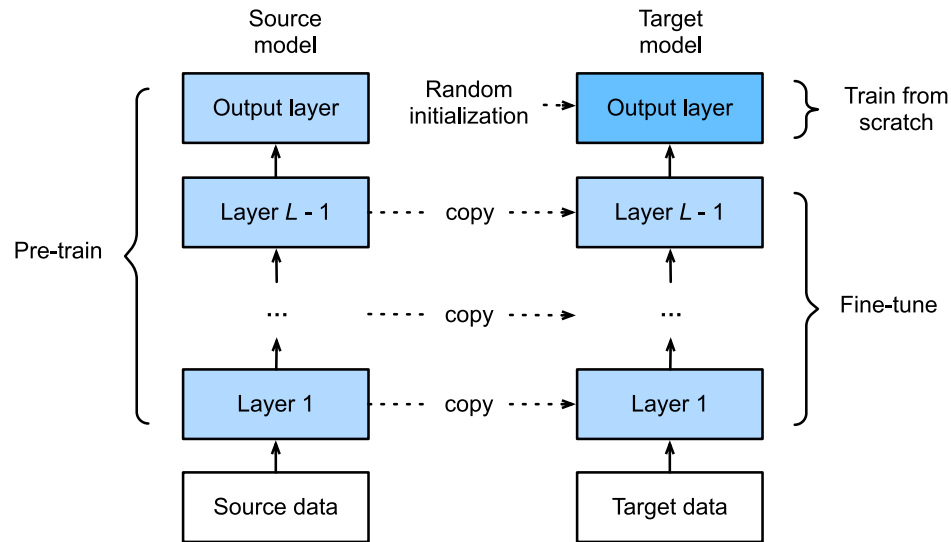 Source
model
Target
model
Output layer
Random
initialization
Output layer
Train from
scratch
Layer L - 1
copy
Layer L - 1
Pre-train
...
copy
...
Fine-tune
Layer 1
copy
Layer 1
Source data
Target data